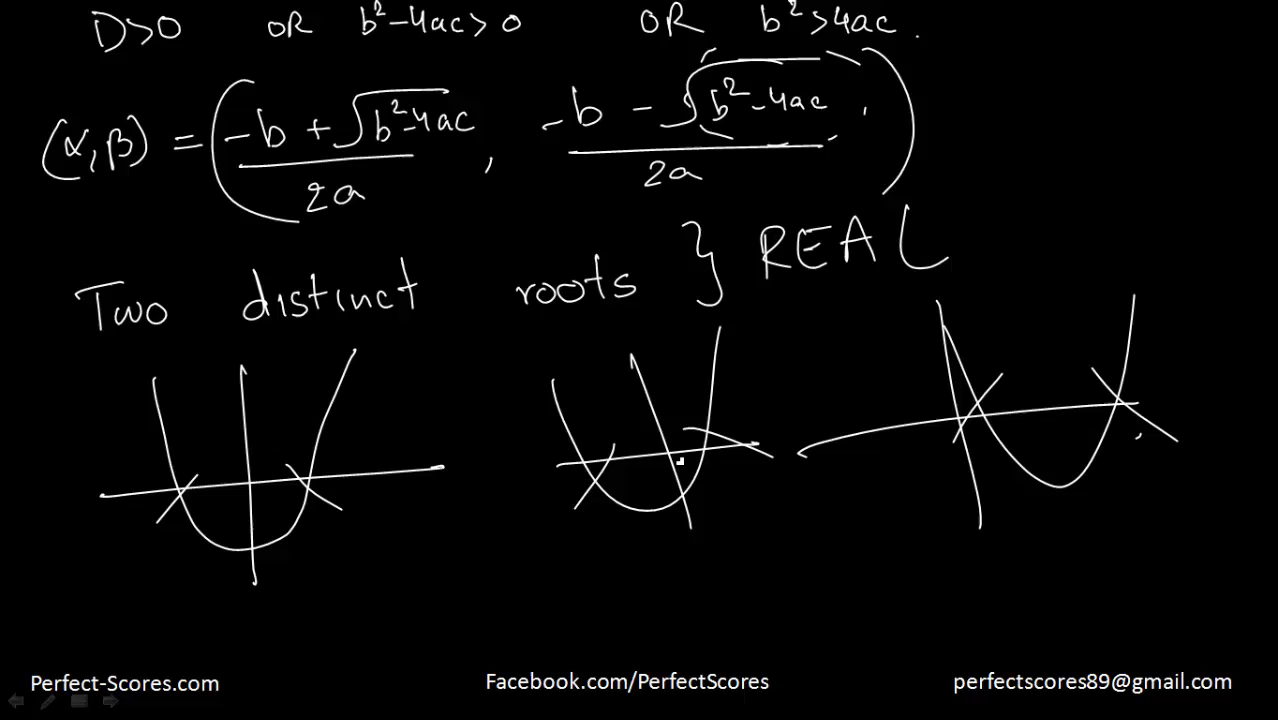 D>0 OR b²-4ac>0 OR b²>4ac.
(α,β) = (-b+√b²-4ac / 2a, -b-√b²-4ac / 2a)
Two distinct roots } REAL
Perfect-Scores.com Facebook.com/PerfectScores perfectscores89@gmail.com